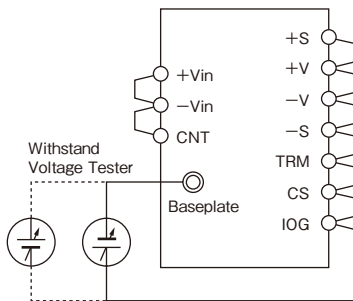 +S
+Vin
+V
−Vin
−V
CNT
−S
Withstand
Voltage Tester
TRM
Baseplate
CS
IOG